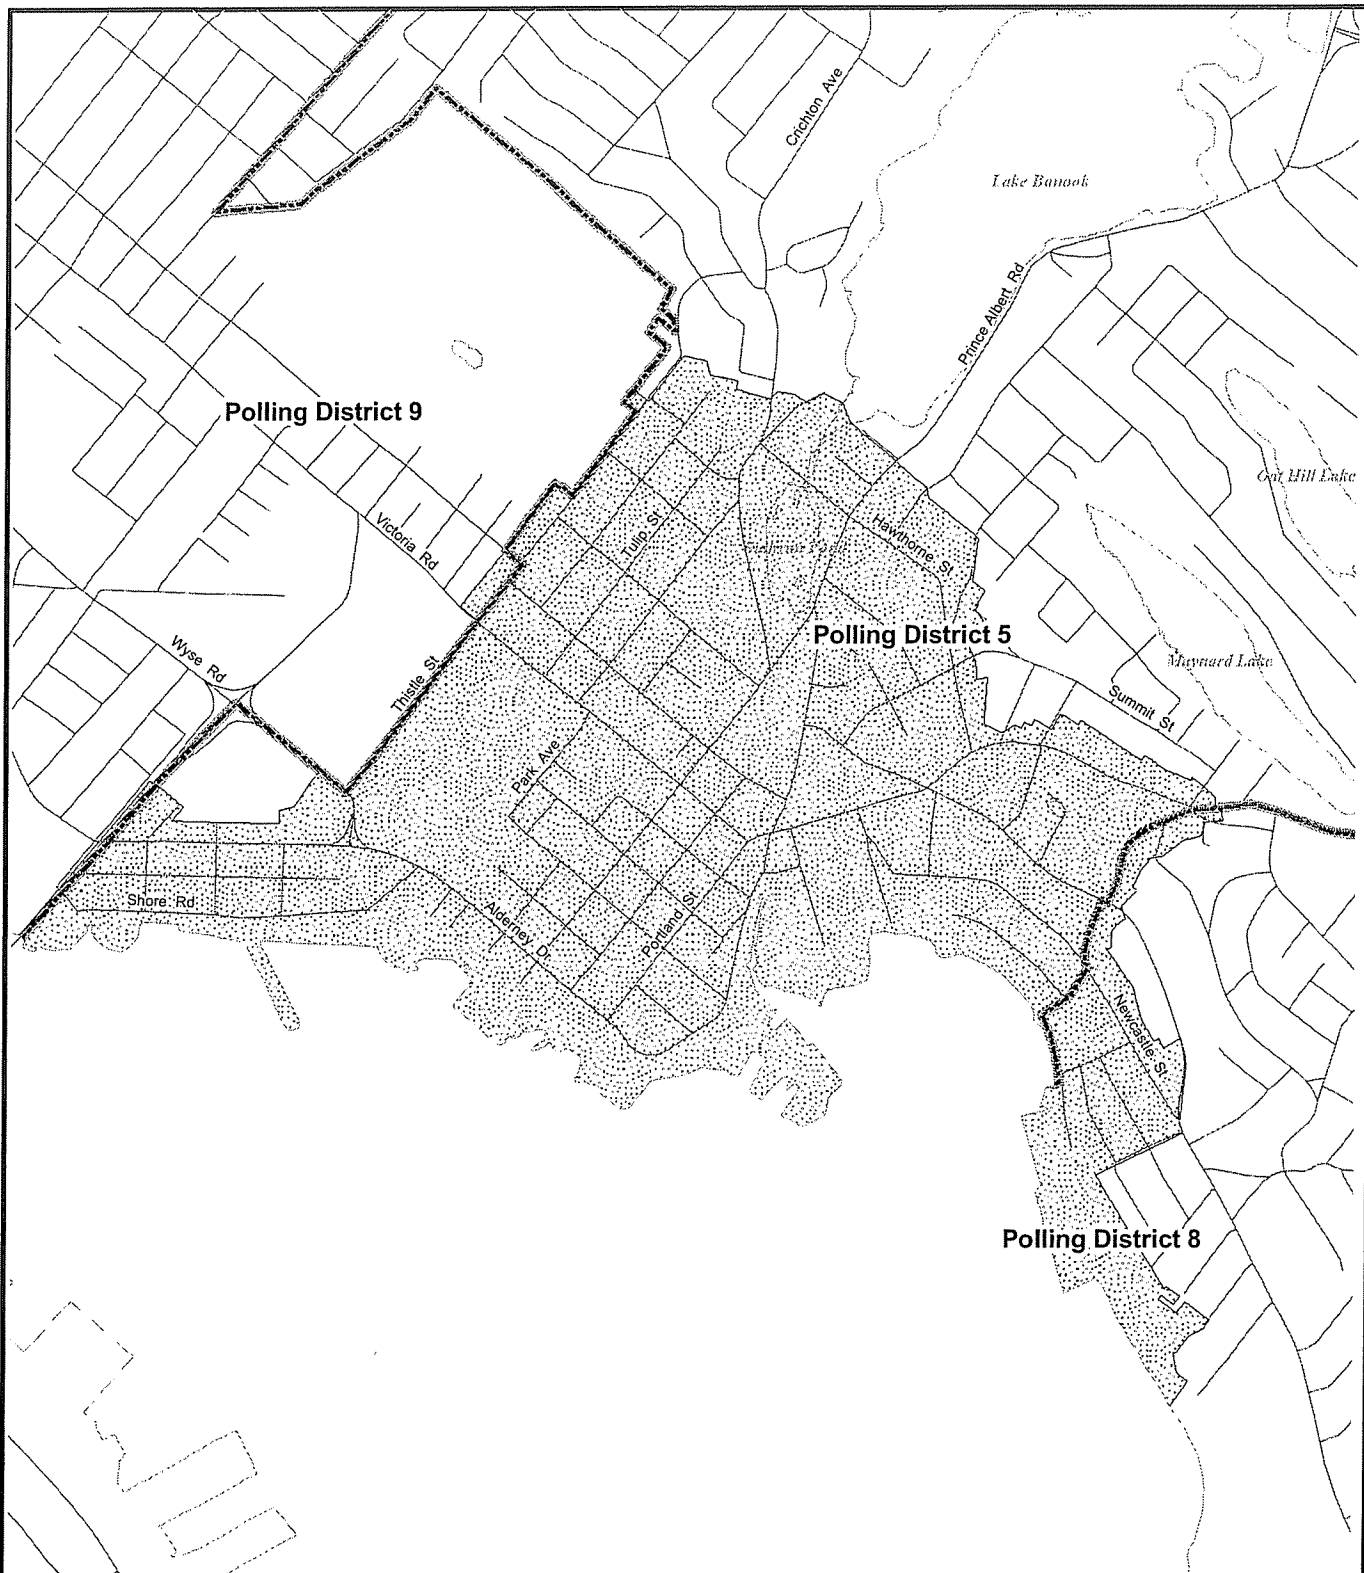 Crichton Ave
Lake Banook
Prince Albert Rd
Polling District 9
Oat Hill Lake
Victoria Rd
Tulip St
Hawthorne St
Polling District 5
Wyse Rd
Thistle St
Maynard Lake
Summit St
Park Ave
Shore Rd
Alderney Dr
Portland St
Newcastle St
Polling District 8